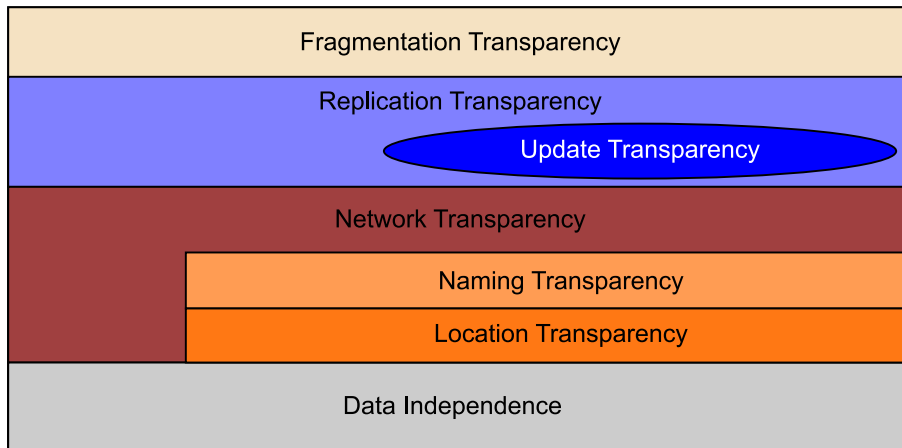 Fragmentation Transparency
Replication Transparency
Update Transparency
Network Transparency
Naming Transparency
Location Transparency
Data Independence